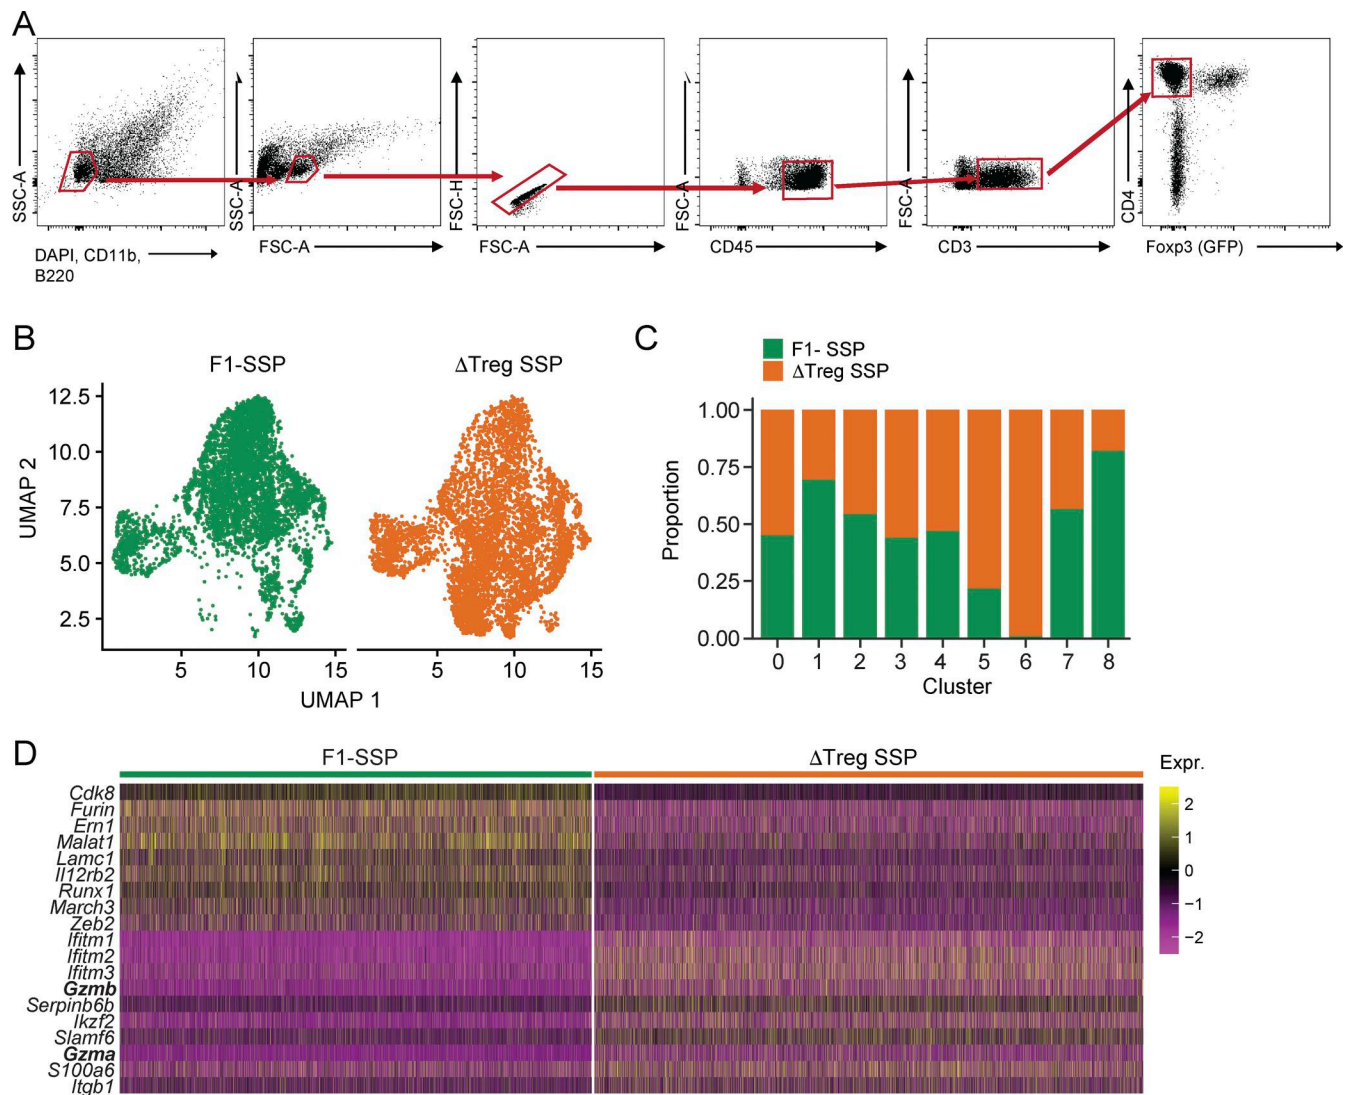 A
SSC-A
DAPI, CD11b,
B220
SSC-A
FSC-A
FSC-H
FSC-A
FSC-A
CD45
FSC-A
CD3
CD4
Foxp3 (GFP)
B
F1-SSP
ΔTreg SSP
UMAP 2
12.5
10.0
7.5
5.0
2.5
5 10 15 5 10 15
UMAP 1
C
F1- SSP
ΔTreg SSP
Proportion
1.00
0.75
0.50
0.25
0.00
0 1 2 3 4 5 6 7 8
Cluster
D
F1-SSP
ΔTreg SSP
Expr.
2
1
0
−1
−2
Cdk8
Furin
Ern1
Malat1
Lamc1
Il12rb2
Runx1
March3
Zeb2
Ifitm1
Ifitm2
Ifitm3
Gzmb
Serpinb6b
Ikzf2
Slamf6
Gzma
S100a6
Itgb1